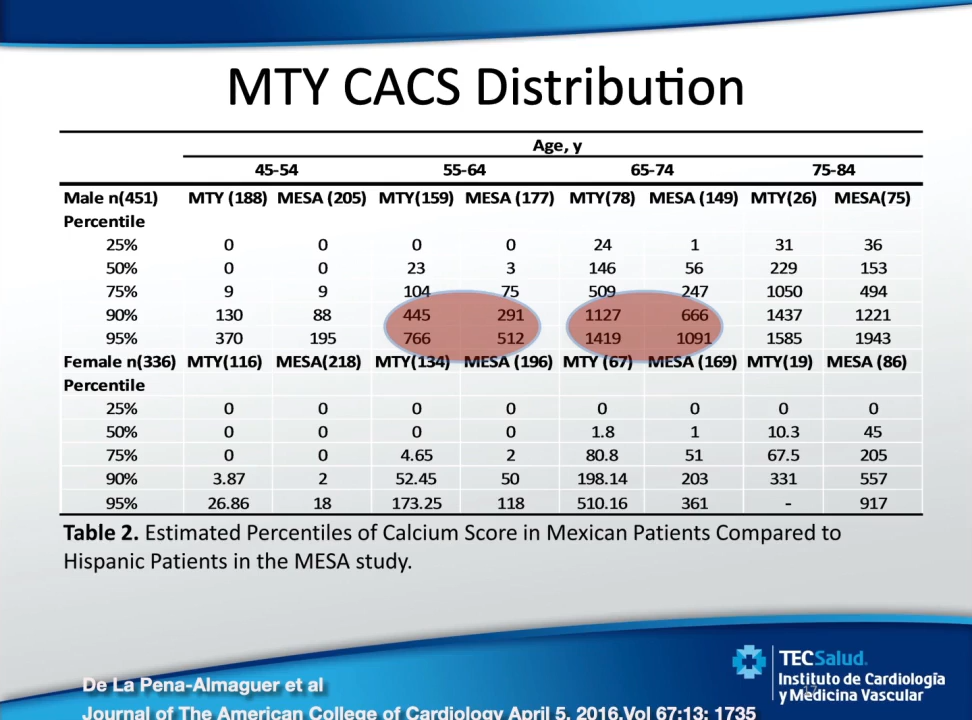 MTY CACS Distribution
Age, y
45-54 55-64 65-74 75-84
Male n(451) MTY (188) MESA (205) MTY(159) MESA (177) MTY(78) MESA (149) MTY(26) MESA(75)
Percentile
25% 0 0 0 0 24 1 31 36
50% 0 0 23 3 146 56 229 153
75% 9 9 104 75 509 247 1050 494
90% 130 88 445 291 1127 666 1437 1221
95% 370 195 766 512 1419 1091 1585 1943
Female n(336) MTY(116) MESA(218) MTY(134) MESA (196) MTY (67) MESA (169) MTY(19) MESA (86)
Percentile
25% 0 0 0 0 0 0 0 0
50% 0 0 0 0 1.8 1 10.3 45
75% 0 0 4.65 2 80.8 51 67.5 205
90% 3.87 2 52.45 50 198.14 203 331 557
95% 26.86 18 173.25 118 510.16 361 - 917
Table 2. Estimated Percentiles of Calcium Score in Mexican Patients Compared to
Hispanic Patients in the MESA study.
TECSalud.
Instituto de Cardiología
y Medicina Vascular
De La Pena-Almaguer et al
Journal of The American College of Cardiology April 5, 2016,Vol 67:13; 1735